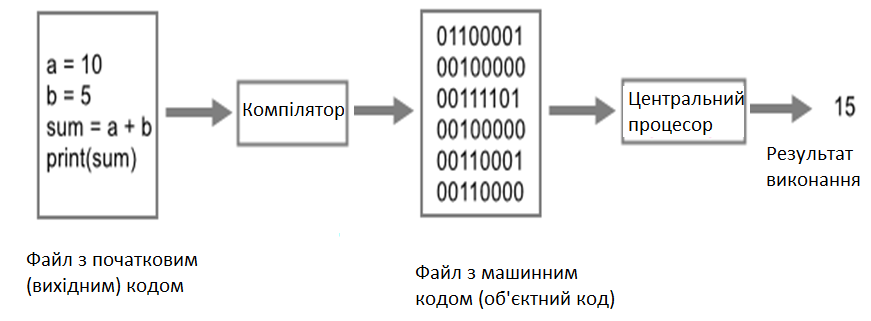 a = 10
b = 5
sum = a + b
print(sum)
Компілятор
01100001
00100000
00111101
00100000
00110001
00110000
Центральний
процесор
15
Результат
виконання
Файл з початковим
(вихідним) кодом
Файл з машинним
кодом (об'єктний код)